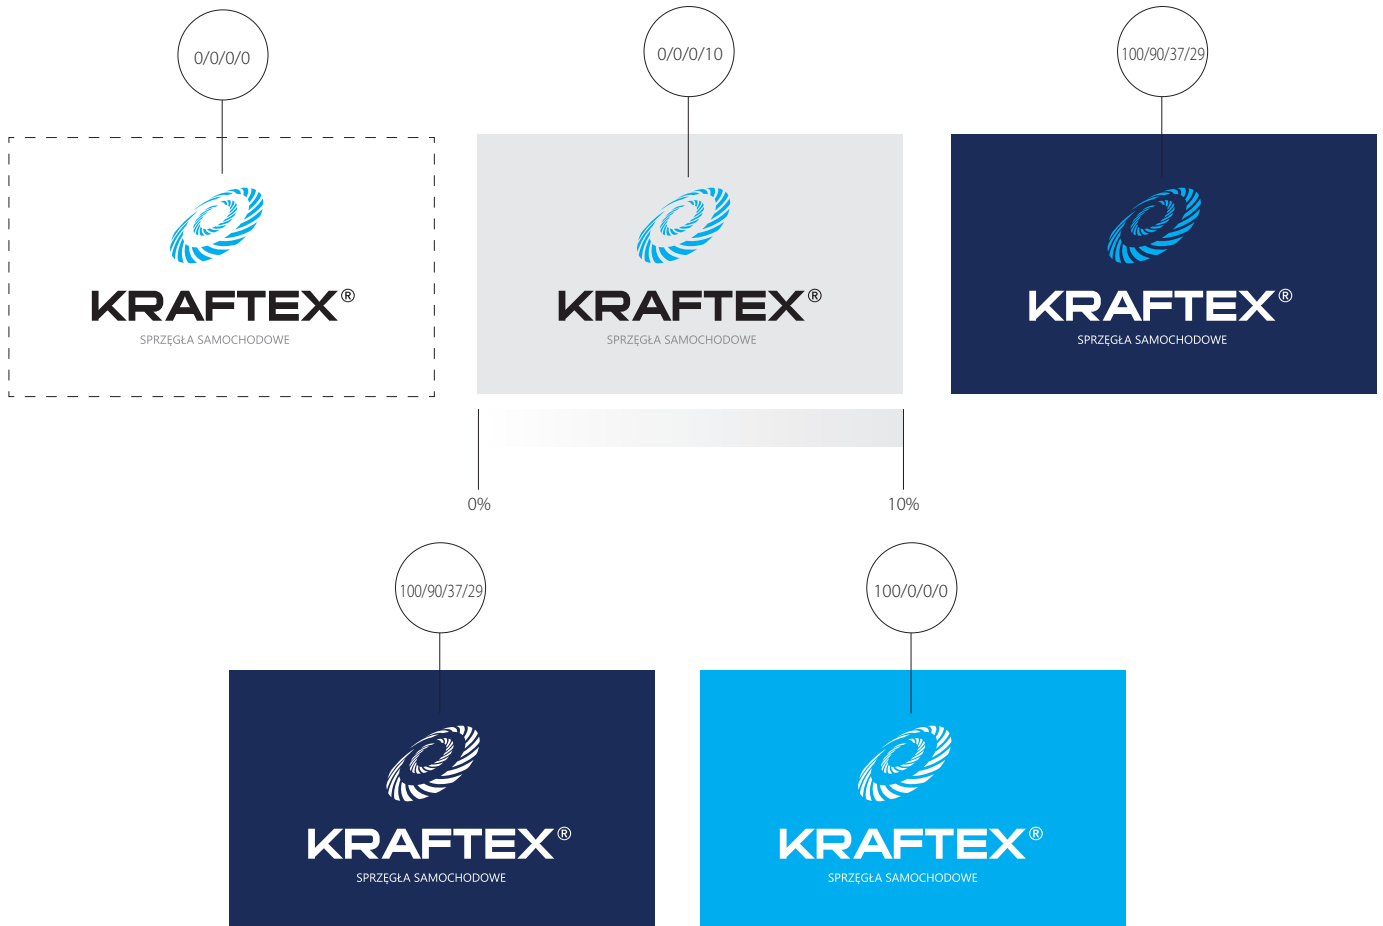 0/0/0/0
0/0/0/10
100/90/37/29
KRAFTEX®
SPRZĘGŁA SAMOCHODOWE
KRAFTEX®
SPRZĘGŁA SAMOCHODOWE
KRAFTEX®
SPRZĘGŁA SAMOCHODOWE
0%
10%
100/90/37/29
100/0/0/0
KRAFTEX®
SPRZĘGŁA SAMOCHODOWE
KRAFTEX®
SPRZĘGŁA SAMOCHODOWE